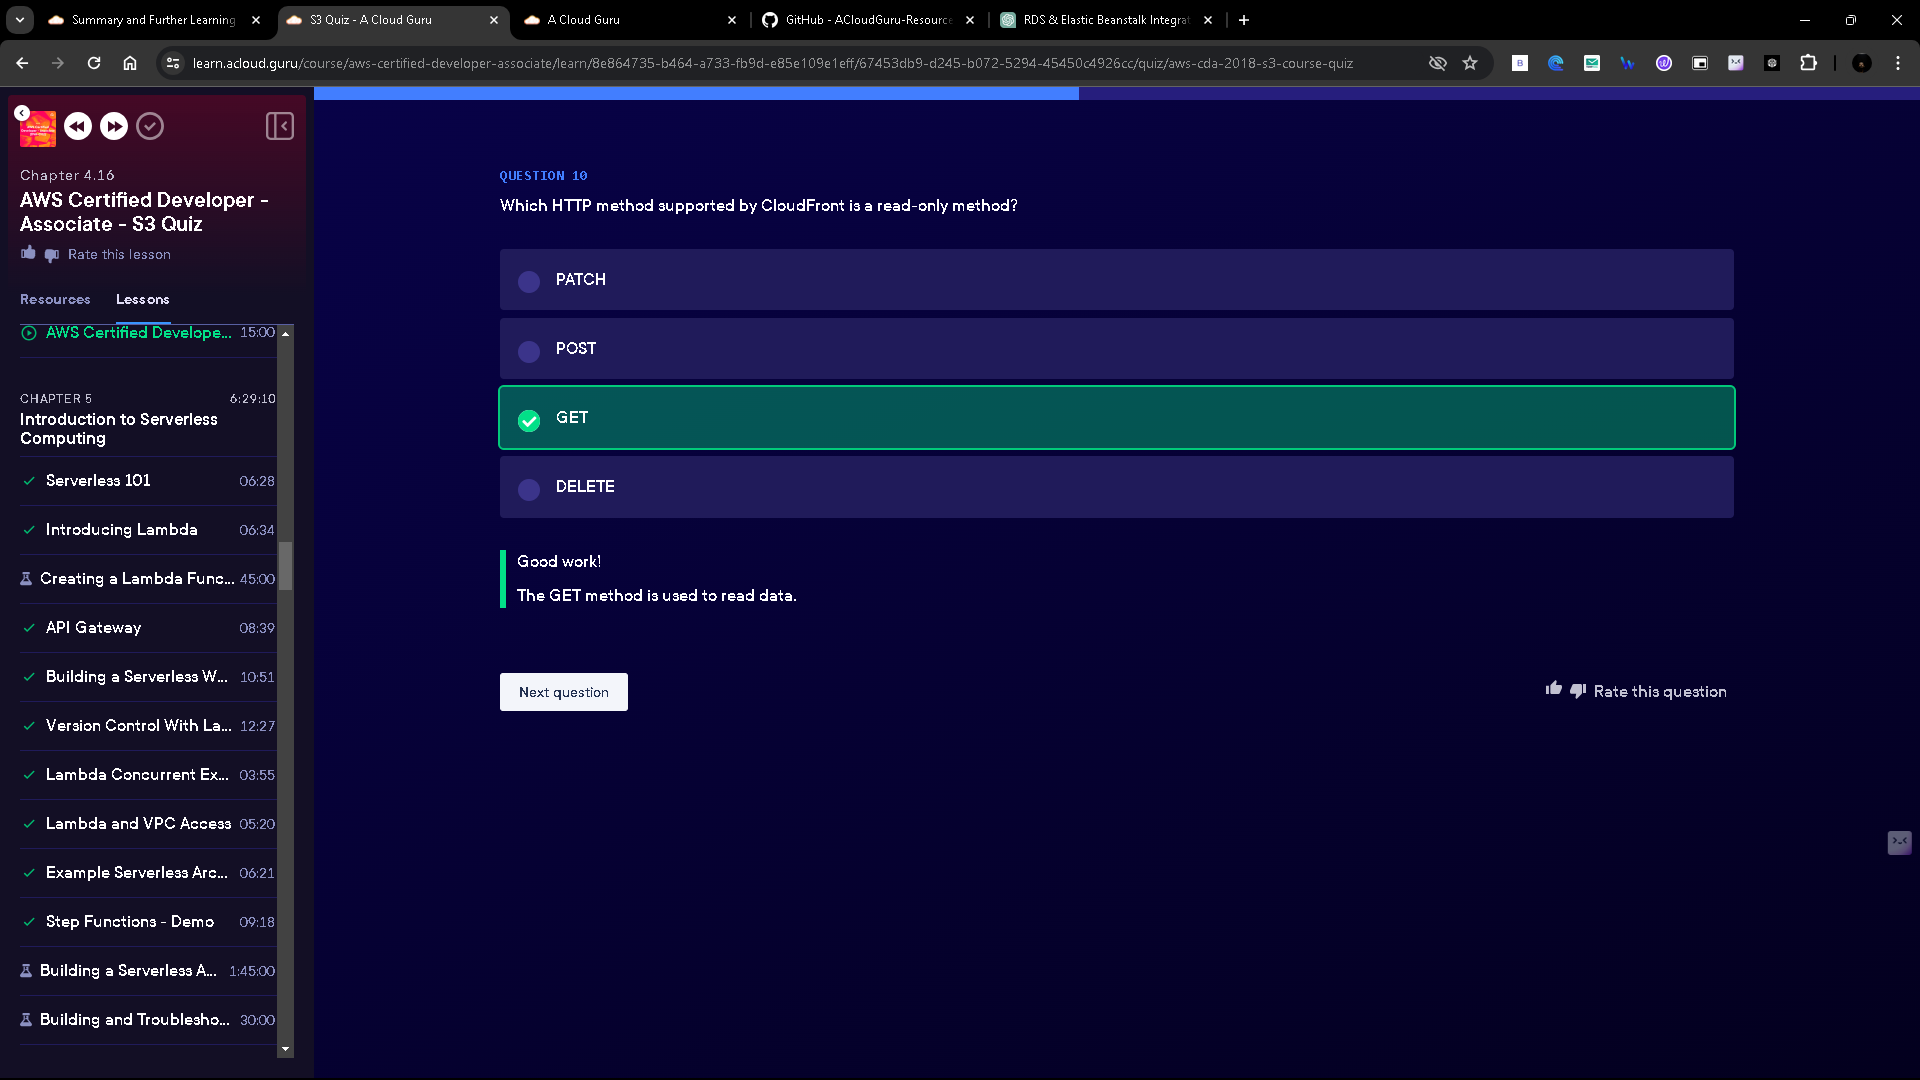 Summary and Further Learning
S3 Quiz - A Cloud Guru
A Cloud Guru
GitHub - ACloudGuru-Resource
RDS & Elastic Beanstalk Integrat
learn.acloud.guru/course/aws-certified-developer-associate/learn/8e864735-b464-a733-fb9d-e85e109e1eff/67453db9-d245-b072-5294-45450c4926cc/quiz/aws-cda-2018-s3-course-quiz
Chapter 4.16
AWS Certified Developer -
Associate - S3 Quiz
Rate this lesson
Resources
Lessons
AWS Certified Develope... 15:00
CHAPTER 5 6:29:10
Introduction to Serverless
Computing
Serverless 101 06:28
Introducing Lambda 06:34
Creating a Lambda Func... 45:00
API Gateway 08:39
Building a Serverless W... 10:51
Version Control With La... 12:27
Lambda Concurrent Ex... 03:55
Lambda and VPC Access 05:20
Example Serverless Arc... 06:21
Step Functions - Demo 09:18
Building a Serverless A... 1:45:00
Building and Troublesho... 30:00
QUESTION 10
Which HTTP method supported by CloudFront is a read-only method?
PATCH
POST
GET
DELETE
Good work!
The GET method is used to read data.
Next question
Rate this question